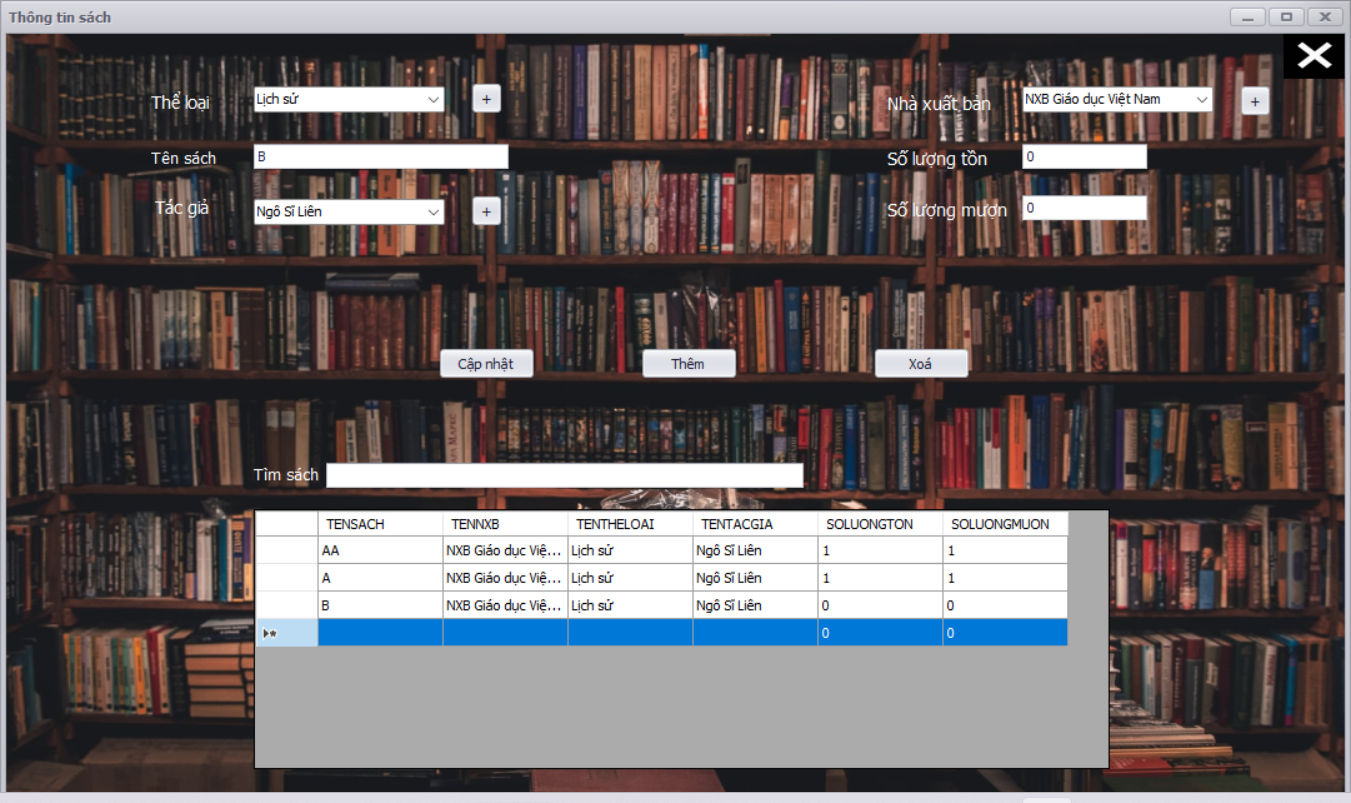 Thông tin sách
Thể loại Lịch sử + Nhà xuất bản NXB Giáo dục Việt Nam +
Tên sách B Số lượng tồn 0
Tác giả Ngô Sĩ Liên + Số lượng mượn 0
Cập nhật Thêm Xoá
Tìm sách
TENSACH TENNXB TENTHELOAI TENTACGIA SOLUONGTON SOLUONGMUON
AA NXB Giáo dục Việ... Lịch sử Ngô Sĩ Liên 1 1
A NXB Giáo dục Việ... Lịch sử Ngô Sĩ Liên 1 1
B NXB Giáo dục Việ... Lịch sử Ngô Sĩ Liên 0 0
0 0